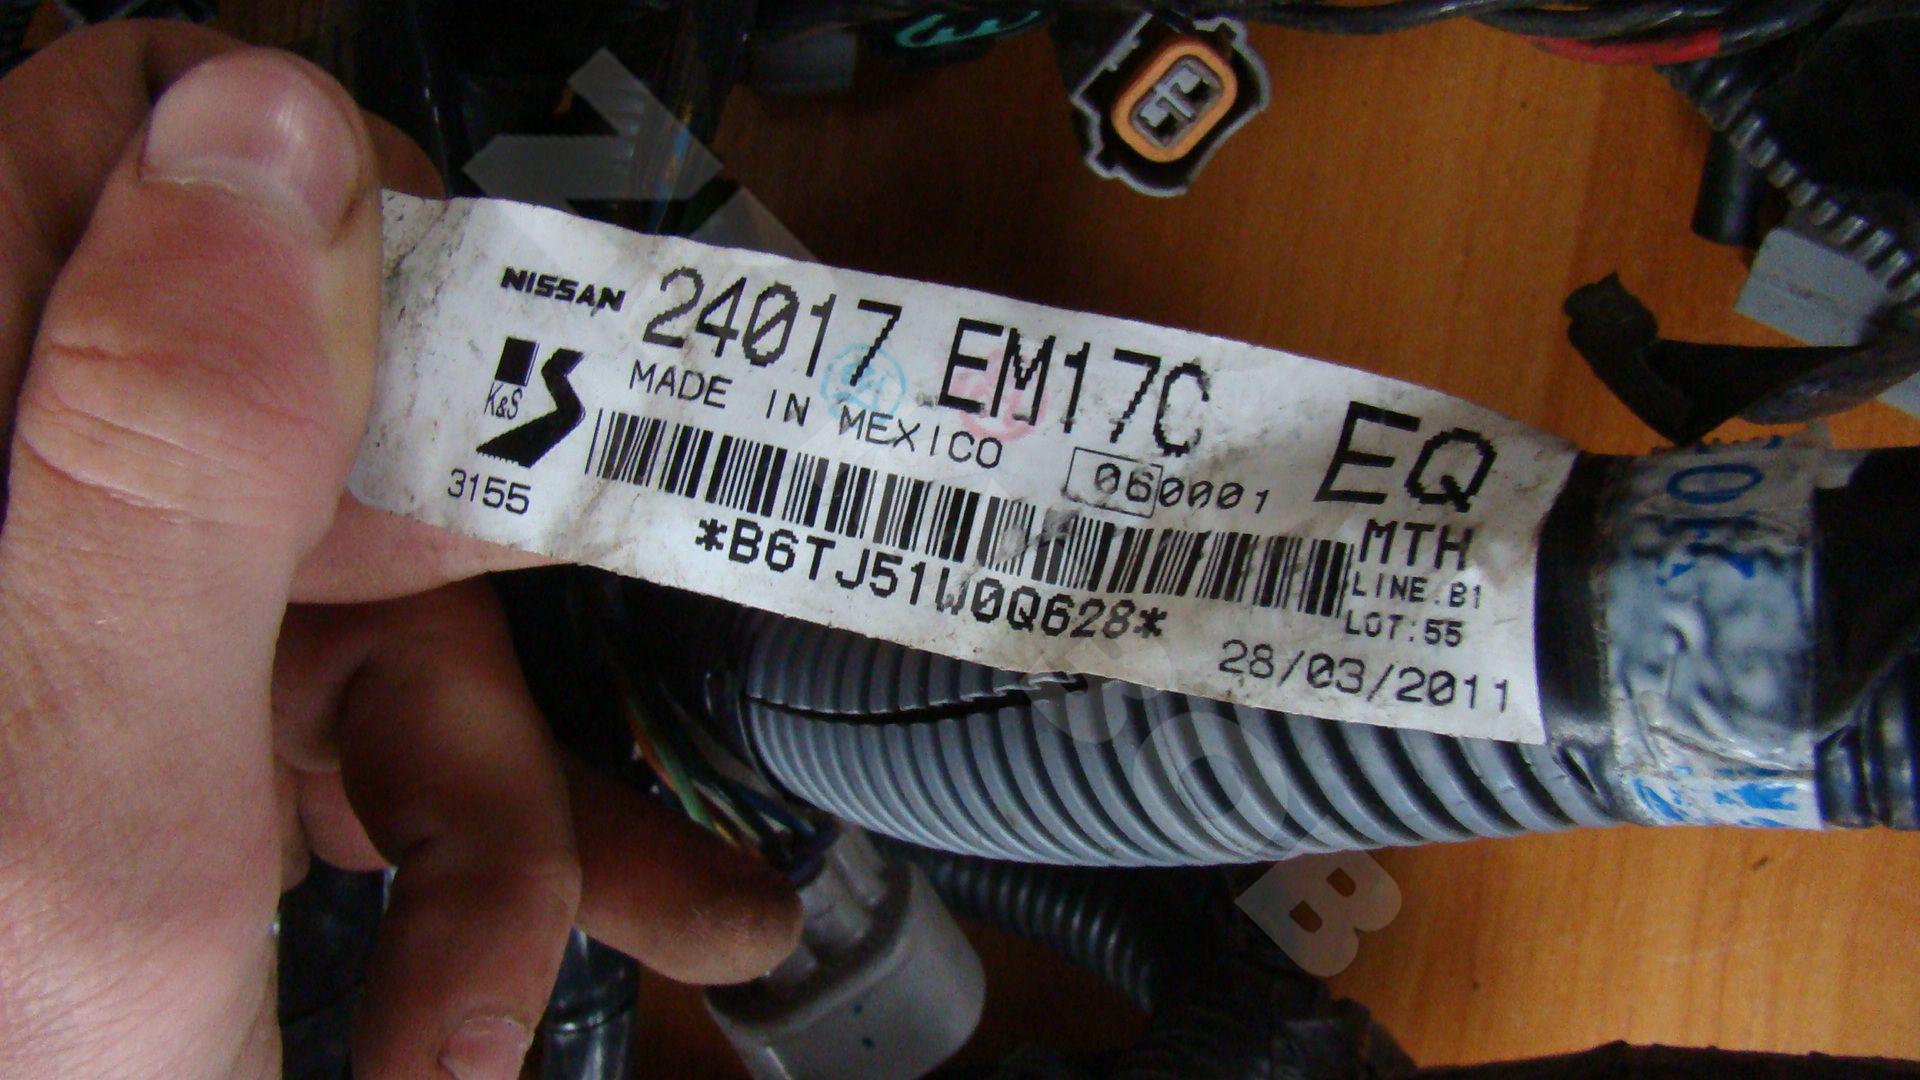 NISSAN 24017 EM17C EQ
MADE IN MEXICO
060001
K&S
3155
MTH
LINE.B1
LOT:55
*B6TJ51W0Q628*
28/03/2011